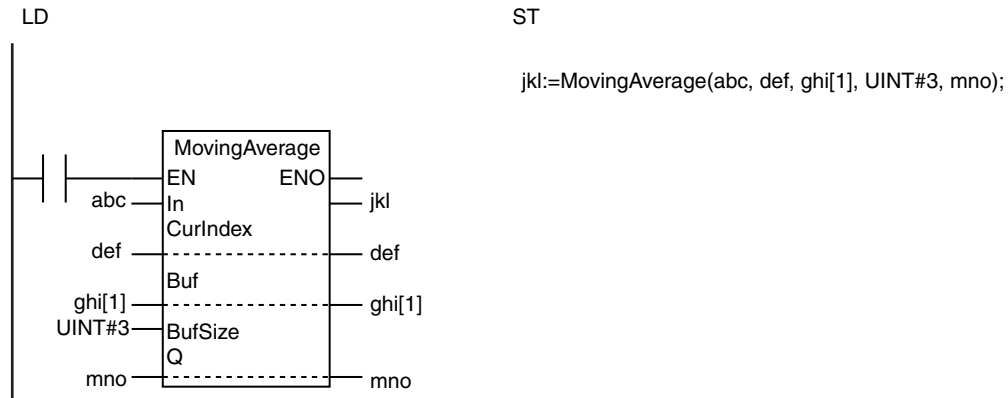 LD
ST
jkl:=MovingAverage(abc, def, ghi[1], UINT#3, mno);
MovingAverage
EN ENO
abc In jkl
CurIndex
def def
Buf
ghi[1] ghi[1]
UINT#3 BufSize
Q
mno mno